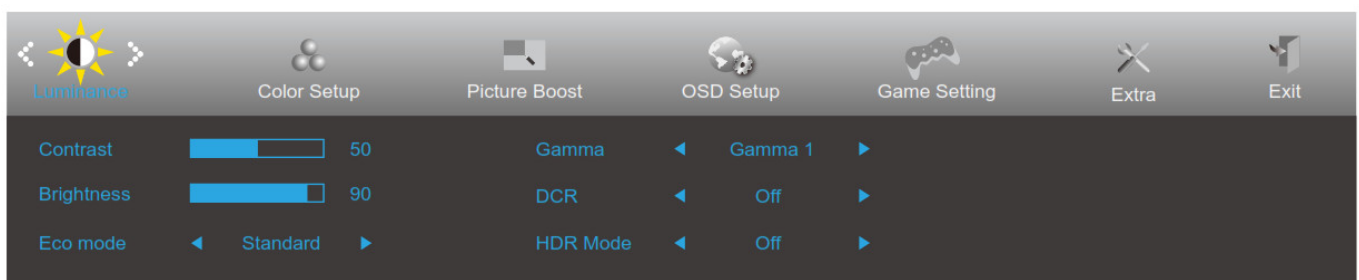 Luminance Color Setup Picture Boost OSD Setup Game Setting Extra Exit
Contrast 50 Gamma Gamma 1
Brightness 90 DCR Off
Eco mode Standard HDR Mode Off